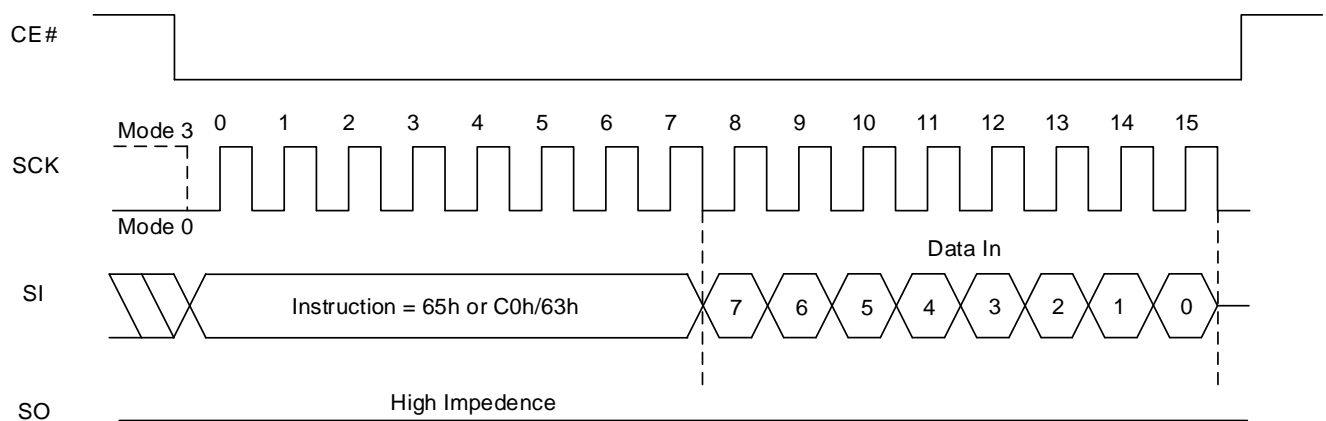 CE#
0 1 2 3 4 5 6 7 8 9 10 11 12 13 14 15
Mode 3
SCK
Mode 0
Data In
SI
Instruction = 65h or C0h/63h
7 6 5 4 3 2 1 0
High Impedence
SO